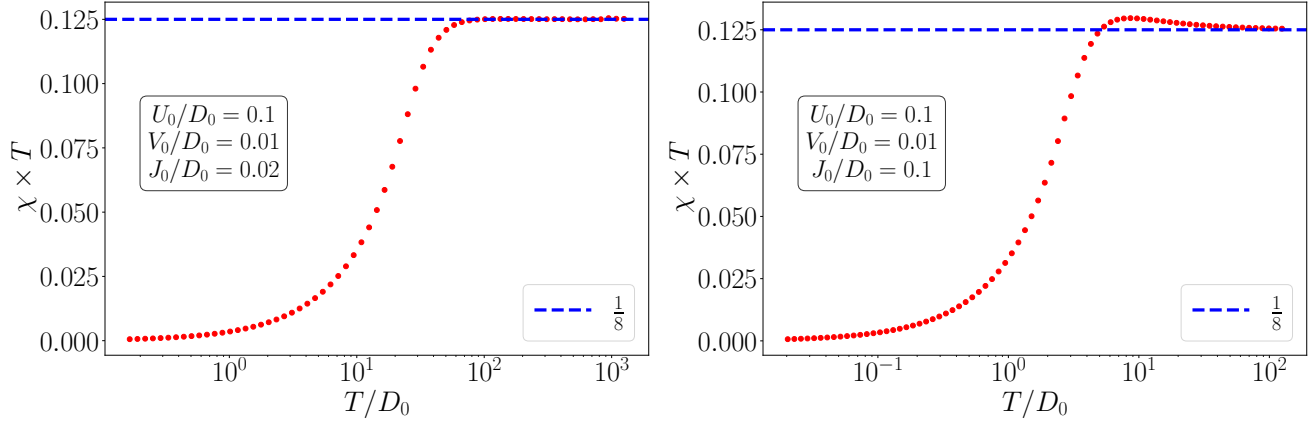 0.125
0.100
0.075
0.050
0.025
0.000
χ × T
U₀/D₀ = 0.1
V₀/D₀ = 0.01
J₀/D₀ = 0.02
1/8
10⁰ 10¹ 10² 10³
T/D₀
0.125
0.100
0.075
0.050
0.025
0.000
χ × T
U₀/D₀ = 0.1
V₀/D₀ = 0.01
J₀/D₀ = 0.1
1/8
10⁻¹ 10⁰ 10¹ 10²
T/D₀